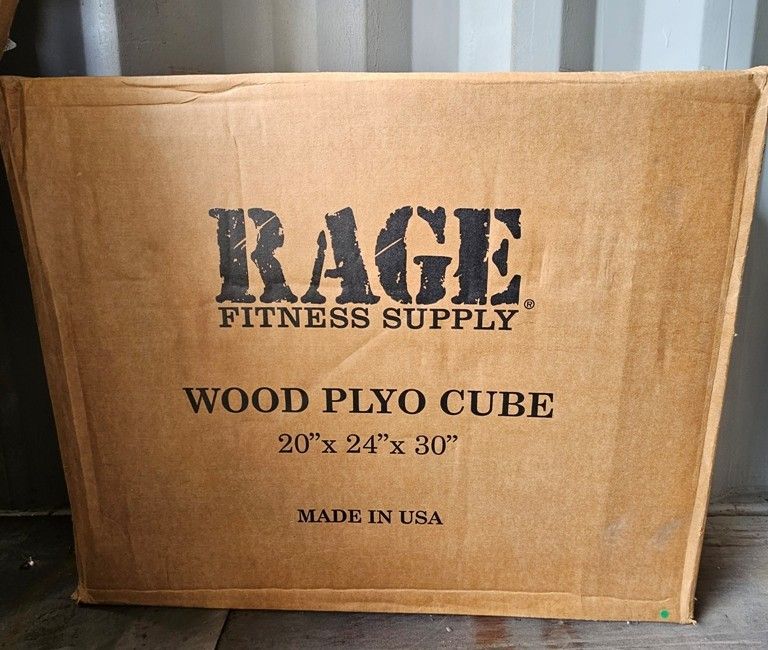 RAGE
FITNESS SUPPLY®
WOOD PLYO CUBE
20”x 24”x 30”
MADE IN USA